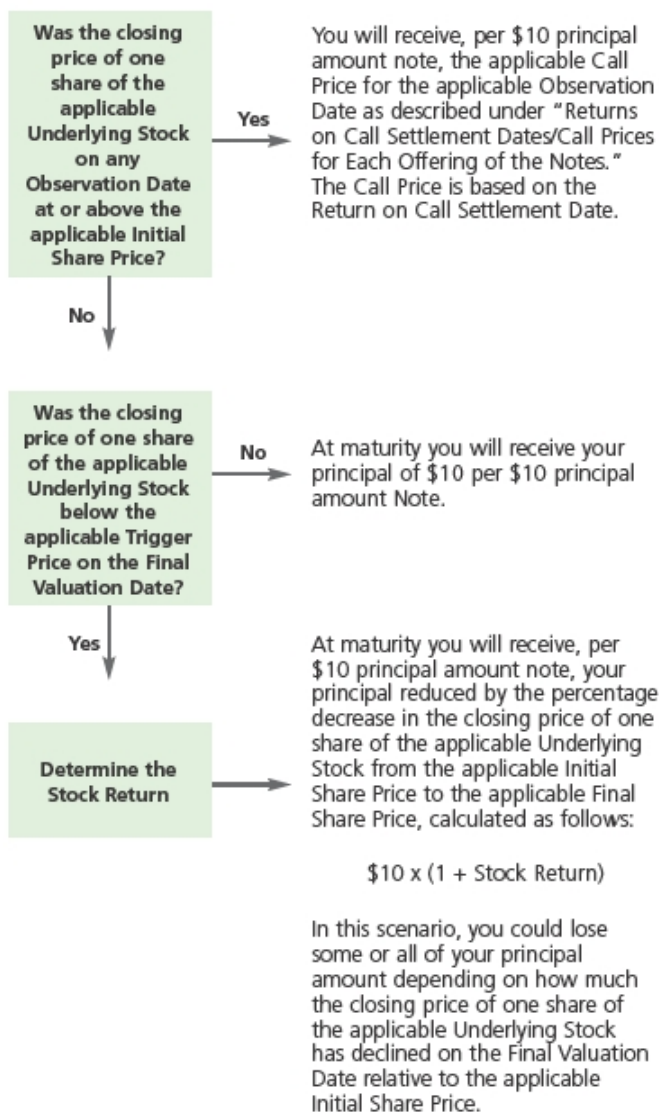 Was the closing
price of one
share of the
applicable
Underlying Stock
on any
Observation Date
at or above the
applicable Initial
Share Price?
Yes
You will receive, per $10 principal
amount note, the applicable Call
Price for the applicable Observation
Date as described under “Returns
on Call Settlement Dates/Call Prices
for Each Offering of the Notes.”
The Call Price is based on the
Return on Call Settlement Date.
No
Was the closing
price of one share
of the applicable
Underlying Stock
below the
applicable Trigger
Price on the Final
Valuation Date?
No
At maturity you will receive your
principal of $10 per $10 principal
amount Note.
Yes
Determine the
Stock Return
At maturity you will receive, per
$10 principal amount note, your
principal reduced by the percentage
decrease in the closing price of one
share of the applicable Underlying
Stock from the applicable Initial
Share Price to the applicable Final
Share Price, calculated as follows:
$10 x (1 + Stock Return)
In this scenario, you could lose
some or all of your principal
amount depending on how much
the closing price of one share of
the applicable Underlying Stock
has declined on the Final Valuation
Date relative to the applicable
Initial Share Price.